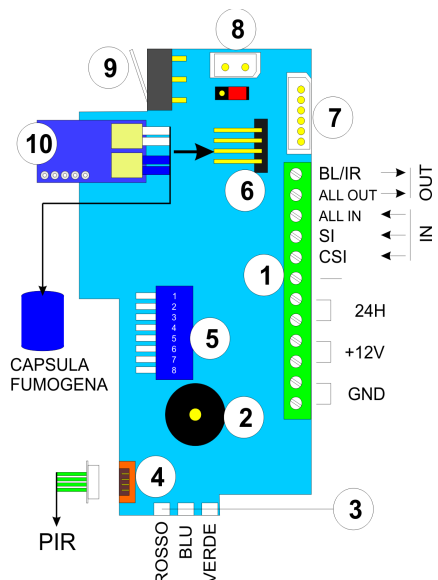 8
9
7
10
6
BL/IR
ALL OUT
OUT
ALL IN
SI
IN
CSI
1
24H
+12V
GND
1
2
3
4
5
6
7
8
5
CAPSULA
FUMOGENA
2
4
3
PIR
ROSSO
BLU
VERDE